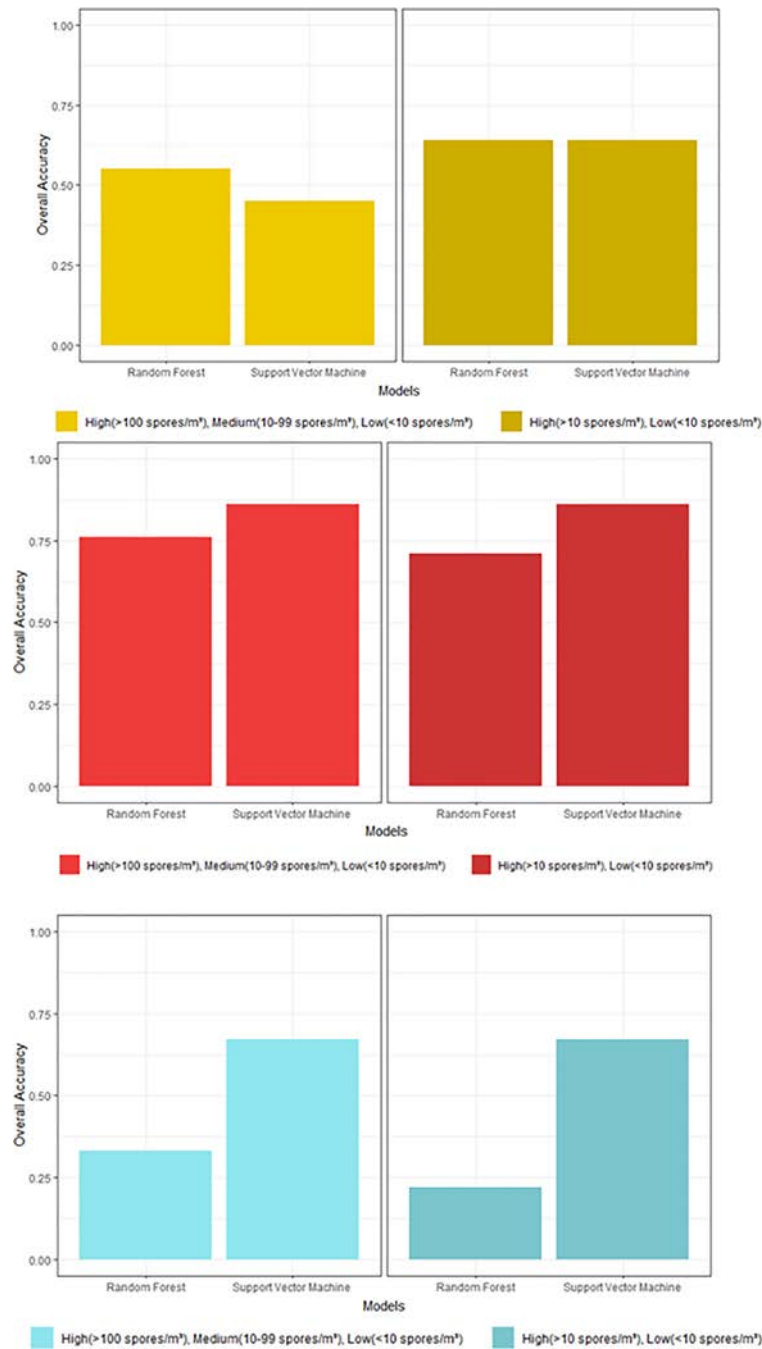 1.00
0.75
0.50
0.25
0.00
Overall Accuracy
Random Forest Support Vector Machine Random Forest Support Vector Machine
Models
High(>100 spores/m³), Medium(10-99 spores/m³), Low(<10 spores/m³) High(>10 spores/m³), Low(<10 spores/m³)
1.00
0.75
0.50
0.25
0.00
Overall Accuracy
Random Forest Support Vector Machine Random Forest Support Vector Machine
Models
High(>100 spores/m³), Medium(10-99 spores/m³), Low(<10 spores/m³) High(>10 spores/m³), Low(<10 spores/m³)
1.00
0.75
0.50
0.25
0.00
Overall Accuracy
Random Forest Support Vector Machine Random Forest Support Vector Machine
Models
High(>100 spores/m³), Medium(10-99 spores/m³), Low(<10 spores/m³) High(>10 spores/m³), Low(<10 spores/m³)